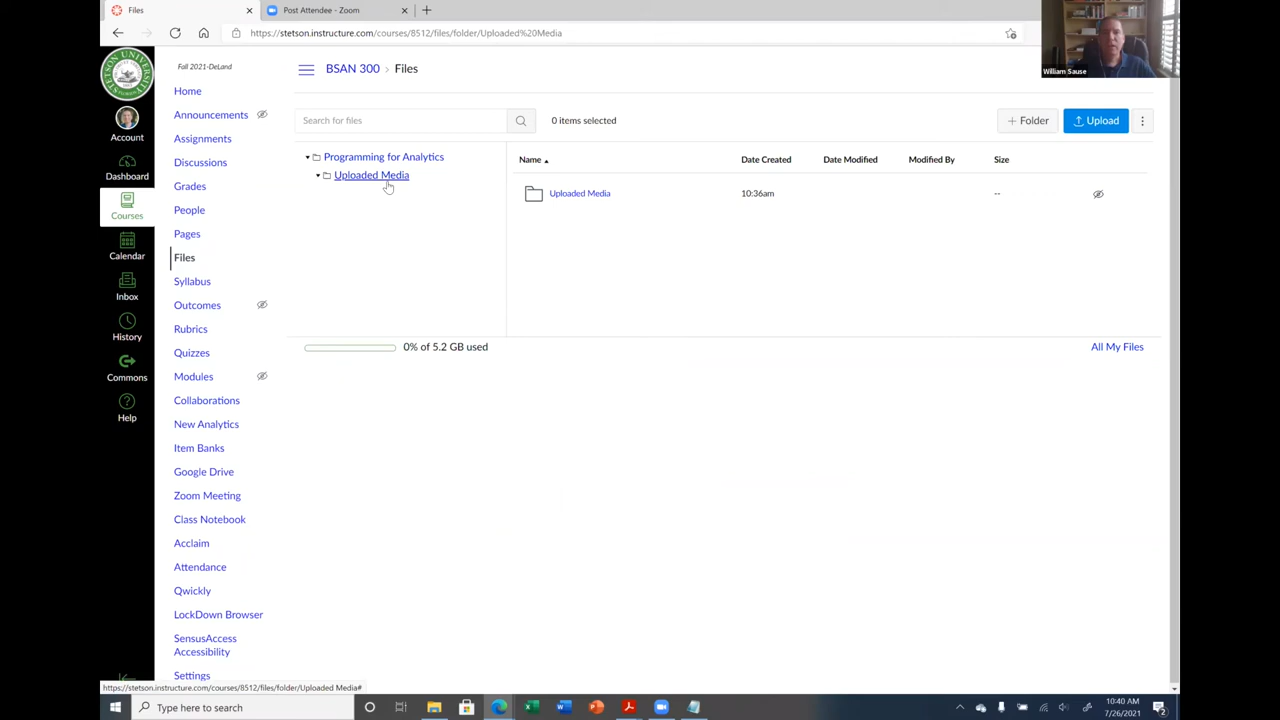 Files
Post Attendee - Zoom
https://stetson.instructure.com/courses/8512/files/folder/Uploaded%20Media
William Sause
Fall 2021-DeLand
BSAN 300 › Files
Home
Announcements
Assignments
Discussions
Grades
People
Pages
Files
Syllabus
Outcomes
Rubrics
Quizzes
Modules
Collaborations
New Analytics
Item Banks
Google Drive
Zoom Meeting
Class Notebook
Acclaim
Attendance
Qwickly
LockDown Browser
SensusAccess
Accessibility
Settings
Account
Dashboard
Courses
Calendar
Inbox
History
Commons
Help
Search for files
0 items selected
+ Folder
Upload
Programming for Analytics
Uploaded Media
Name Date Created Date Modified Modified By Size
Uploaded Media 10:36am --
0% of 5.2 GB used
All My Files
https://stetson.instructure.com/courses/8512/files/folder/Uploaded Media#
Type here to search
10:40 AM
7/26/2021
2